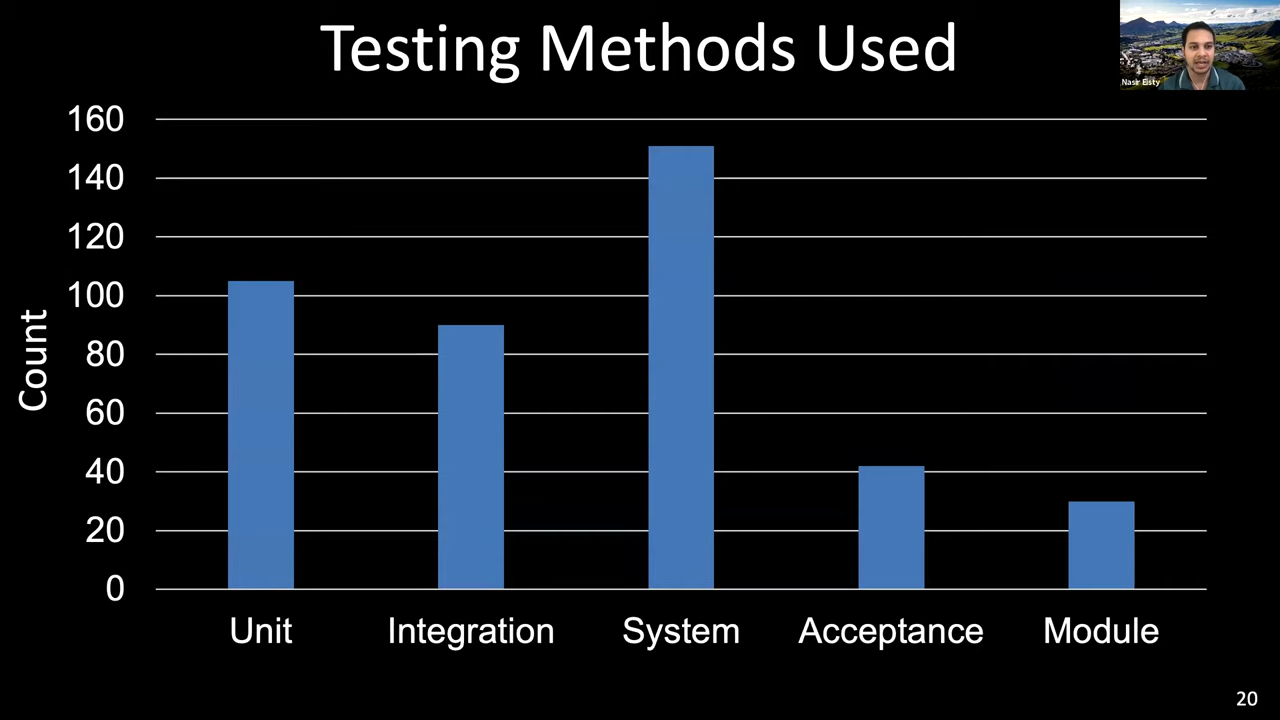 Testing Methods Used
Nasir Eisty
160
140
120
100
80
60
40
20
0
Count
Unit
Integration
System
Acceptance
Module
20